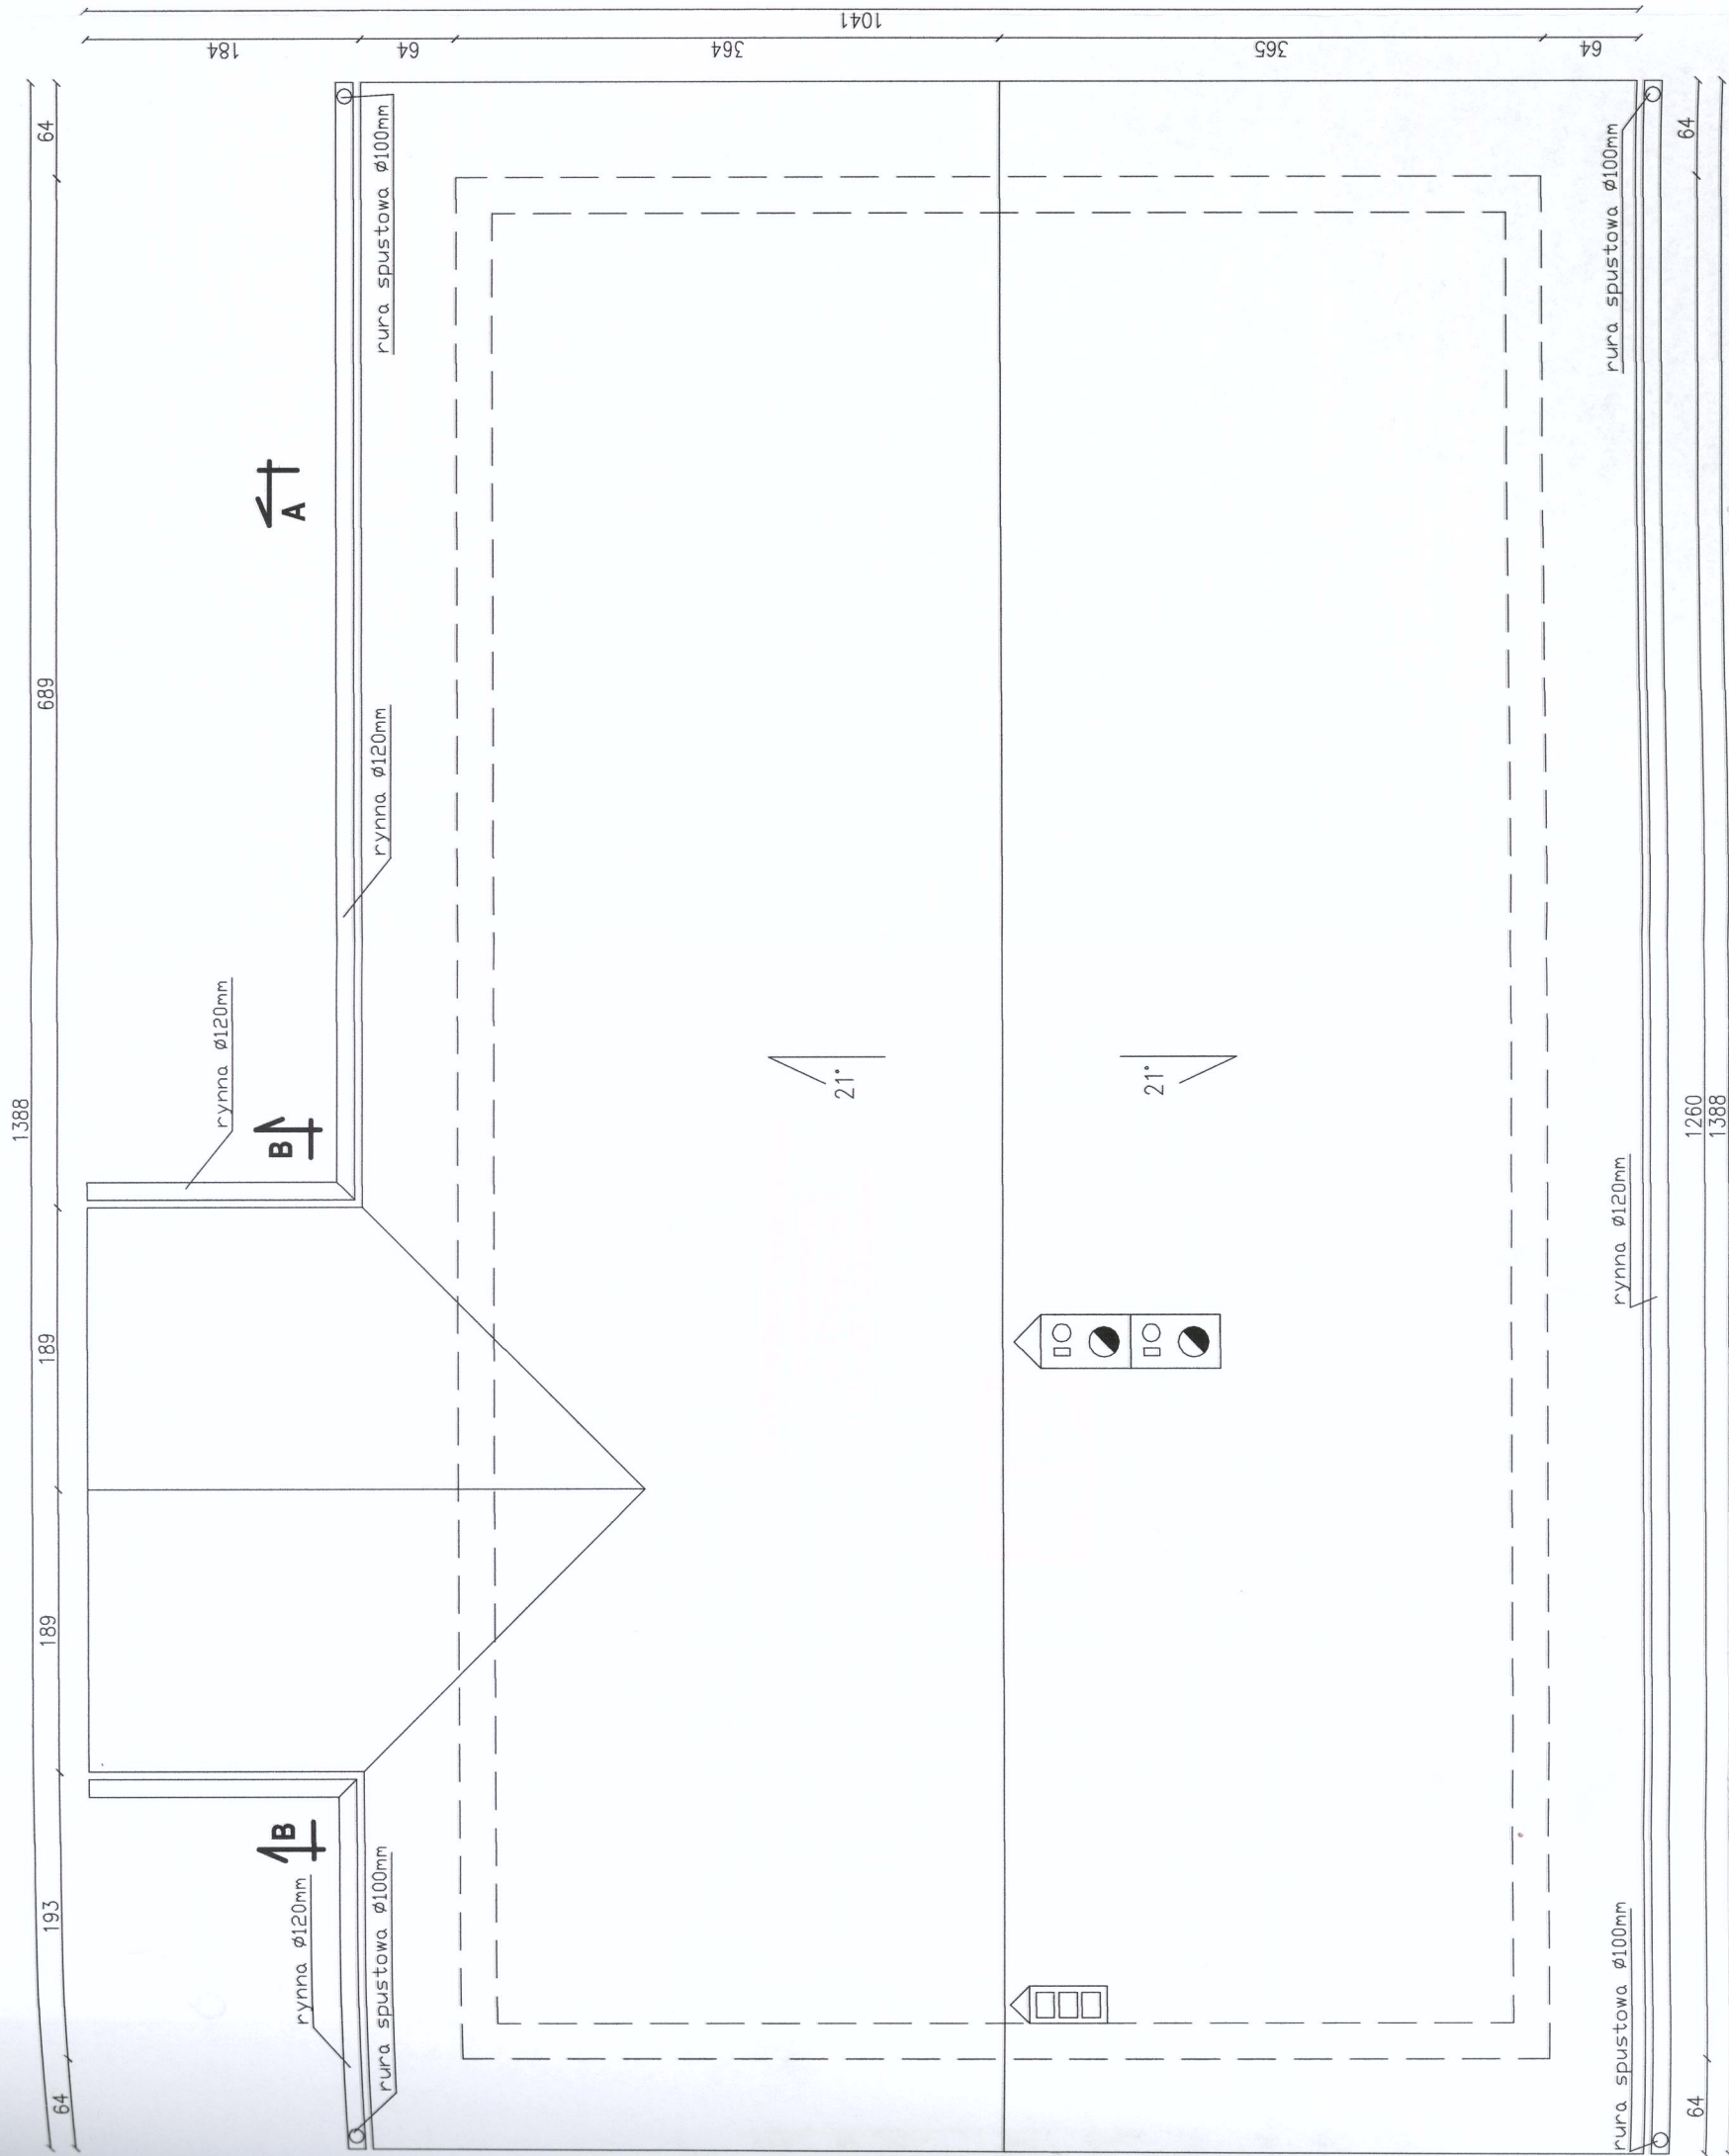 1388
64
689
189
189
193
64
1041
184
64
364
365
64
rura spustowa ø100mm
A
rynna ø120mm
rynna ø120mm
B
B
rynna ø120mm
rura spustowa ø100mm
21°
21°
rura spustowa ø100mm
rynna ø120mm
rura spustowa ø100mm
64
1260
64
1388